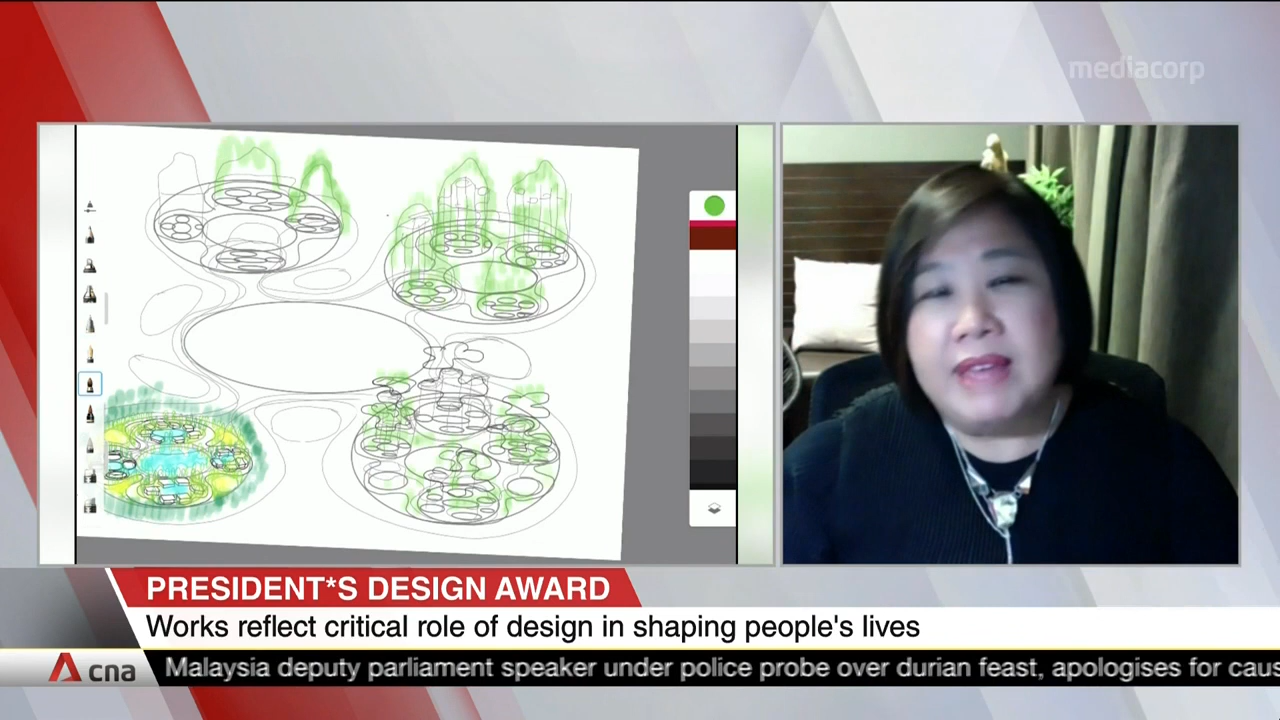 mediacorp
PRESIDENT*S DESIGN AWARD
Works reflect critical role of design in shaping people's lives
cna
Malaysia deputy parliament speaker under police probe over durian feast, apologises for caus